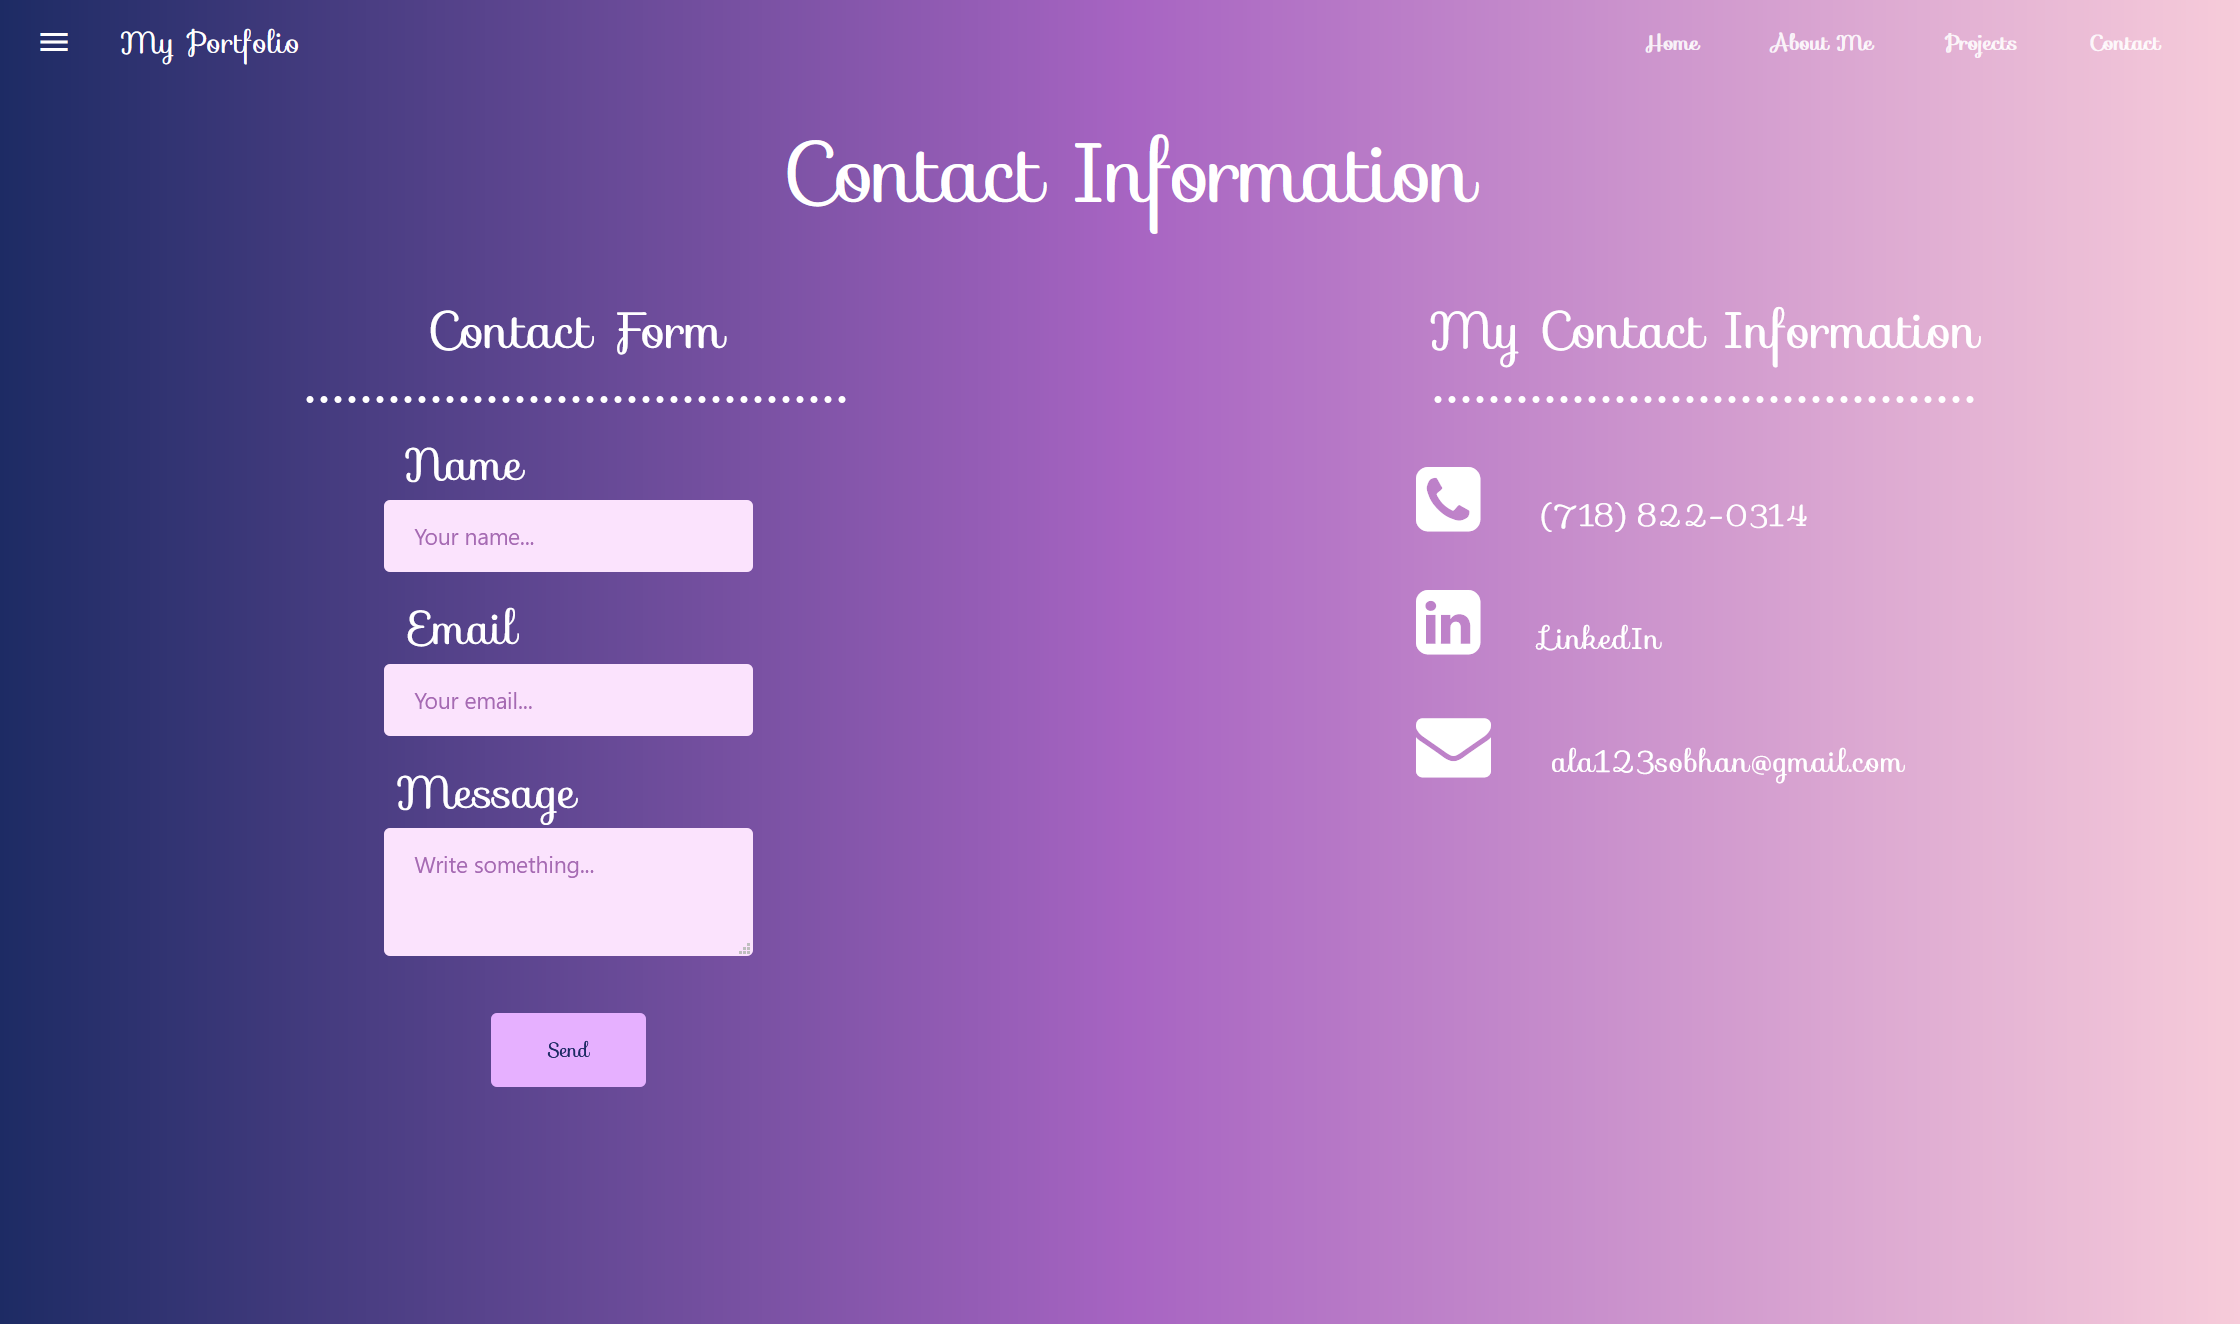 My Portfolio
Home
About Me
Projects
Contact
Contact Information
Contact Form
Name
Your name...
Email
Your email...
Message
Write something...
Send
My Contact Information
(718) 822-0314
in
LinkedIn
ala123sobhan@gmail.com